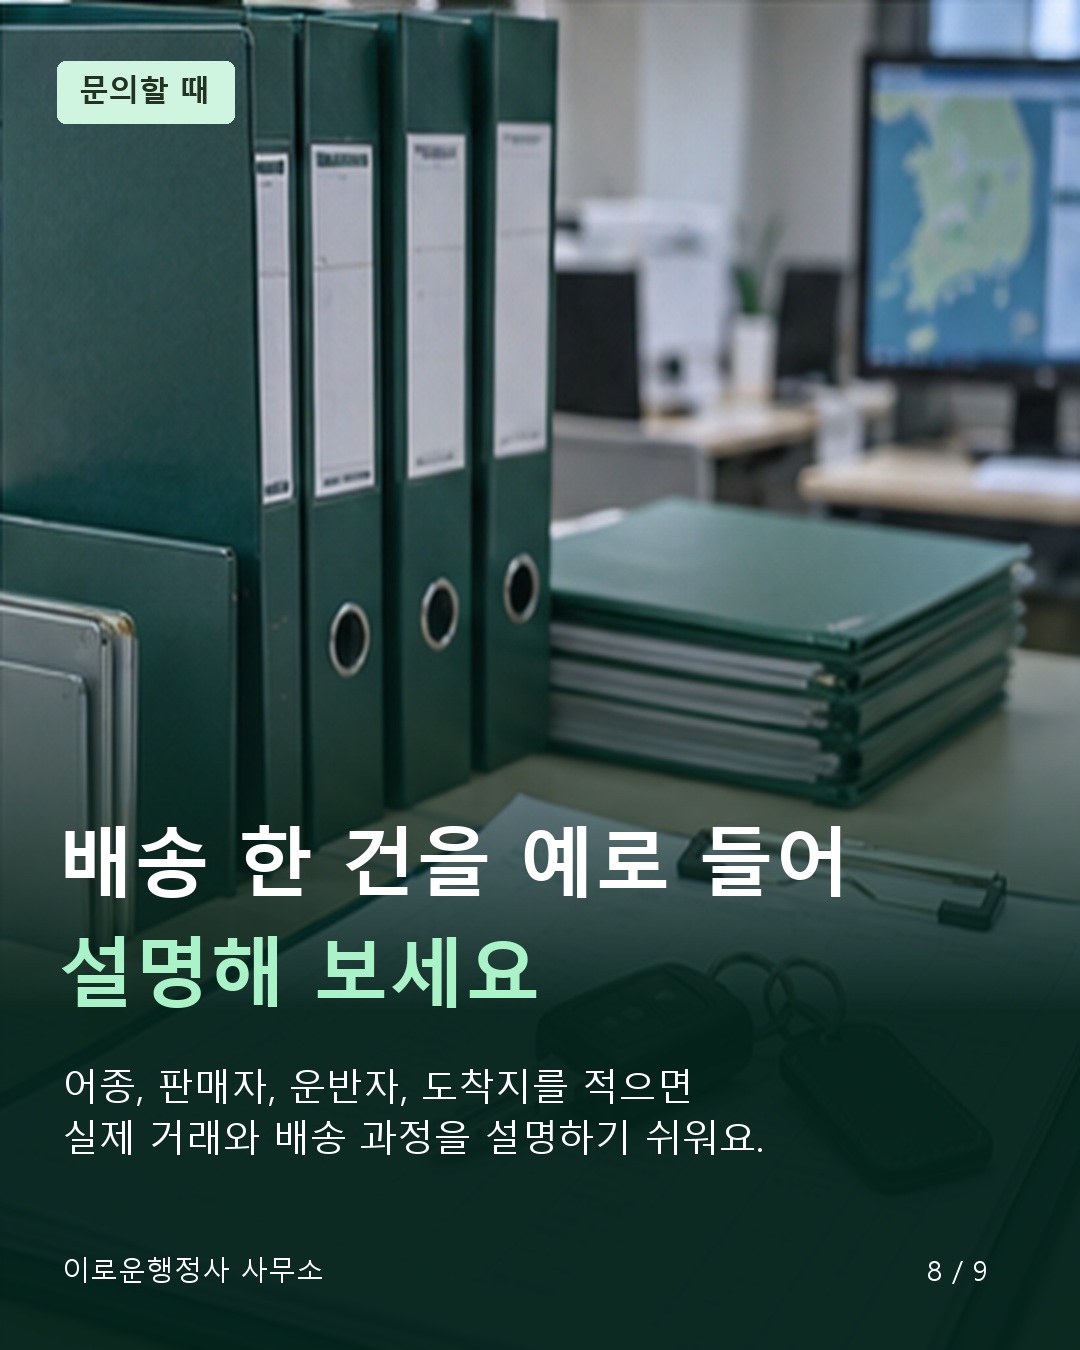 문의할 때
배송 한 건을 예로 들어
설명해 보세요
어종, 판매자, 운반자, 도착지를 적으면
실제 거래와 배송 과정을 설명하기 쉬워요.
이로운행정사 사무소
8 / 9